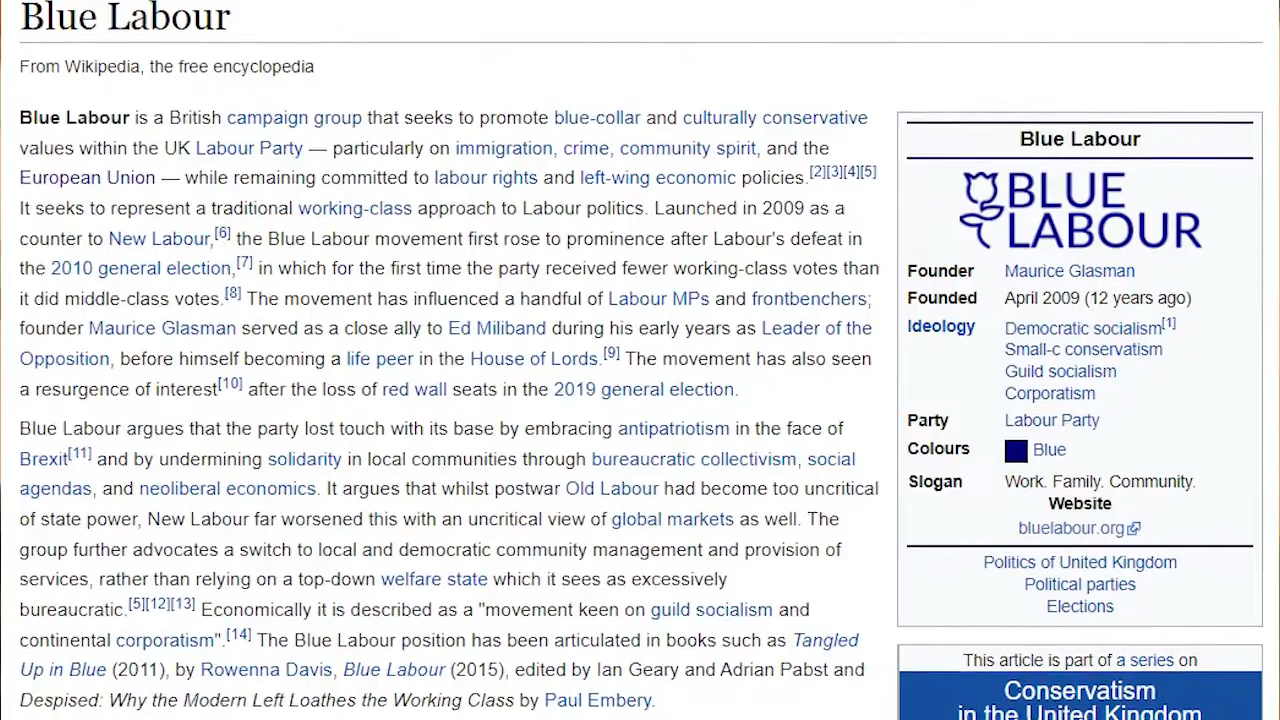 Blue Labour
From Wikipedia, the free encyclopedia
Blue Labour is a British campaign group that seeks to promote blue-collar and culturally conservative
values within the UK Labour Party — particularly on immigration, crime, community spirit, and the
European Union — while remaining committed to labour rights and left-wing economic policies.[2][3][4][5]
It seeks to represent a traditional working-class approach to Labour politics. Launched in 2009 as a
counter to New Labour,[6] the Blue Labour movement first rose to prominence after Labour's defeat in
the 2010 general election,[7] in which for the first time the party received fewer working-class votes than
it did middle-class votes.[8] The movement has influenced a handful of Labour MPs and frontbenchers;
founder Maurice Glasman served as a close ally to Ed Miliband during his early years as Leader of the
Opposition, before himself becoming a life peer in the House of Lords.[9] The movement has also seen
a resurgence of interest[10] after the loss of red wall seats in the 2019 general election.
Blue Labour argues that the party lost touch with its base by embracing antipatriotism in the face of
Brexit[11] and by undermining solidarity in local communities through bureaucratic collectivism, social
agendas, and neoliberal economics. It argues that whilst postwar Old Labour had become too uncritical
of state power, New Labour far worsened this with an uncritical view of global markets as well. The
group further advocates a switch to local and democratic community management and provision of
services, rather than relying on a top-down welfare state which it sees as excessively
bureaucratic.[5][12][13] Economically it is described as a "movement keen on guild socialism and
continental corporatism".[14] The Blue Labour position has been articulated in books such as Tangled
Up in Blue (2011), by Rowenna Davis, Blue Labour (2015), edited by Ian Geary and Adrian Pabst and
Despised: Why the Modern Left Loathes the Working Class by Paul Embery.
Blue Labour
BLUE
LABOUR
Founder Maurice Glasman
Founded April 2009 (12 years ago)
Ideology Democratic socialism[1]
Small-c conservatism
Guild socialism
Corporatism
Party Labour Party
Colours Blue
Slogan Work. Family. Community.
Website
bluelabour.org
Politics of United Kingdom
Political parties
Elections
This article is part of a series on
Conservatism
in the United Kingdom